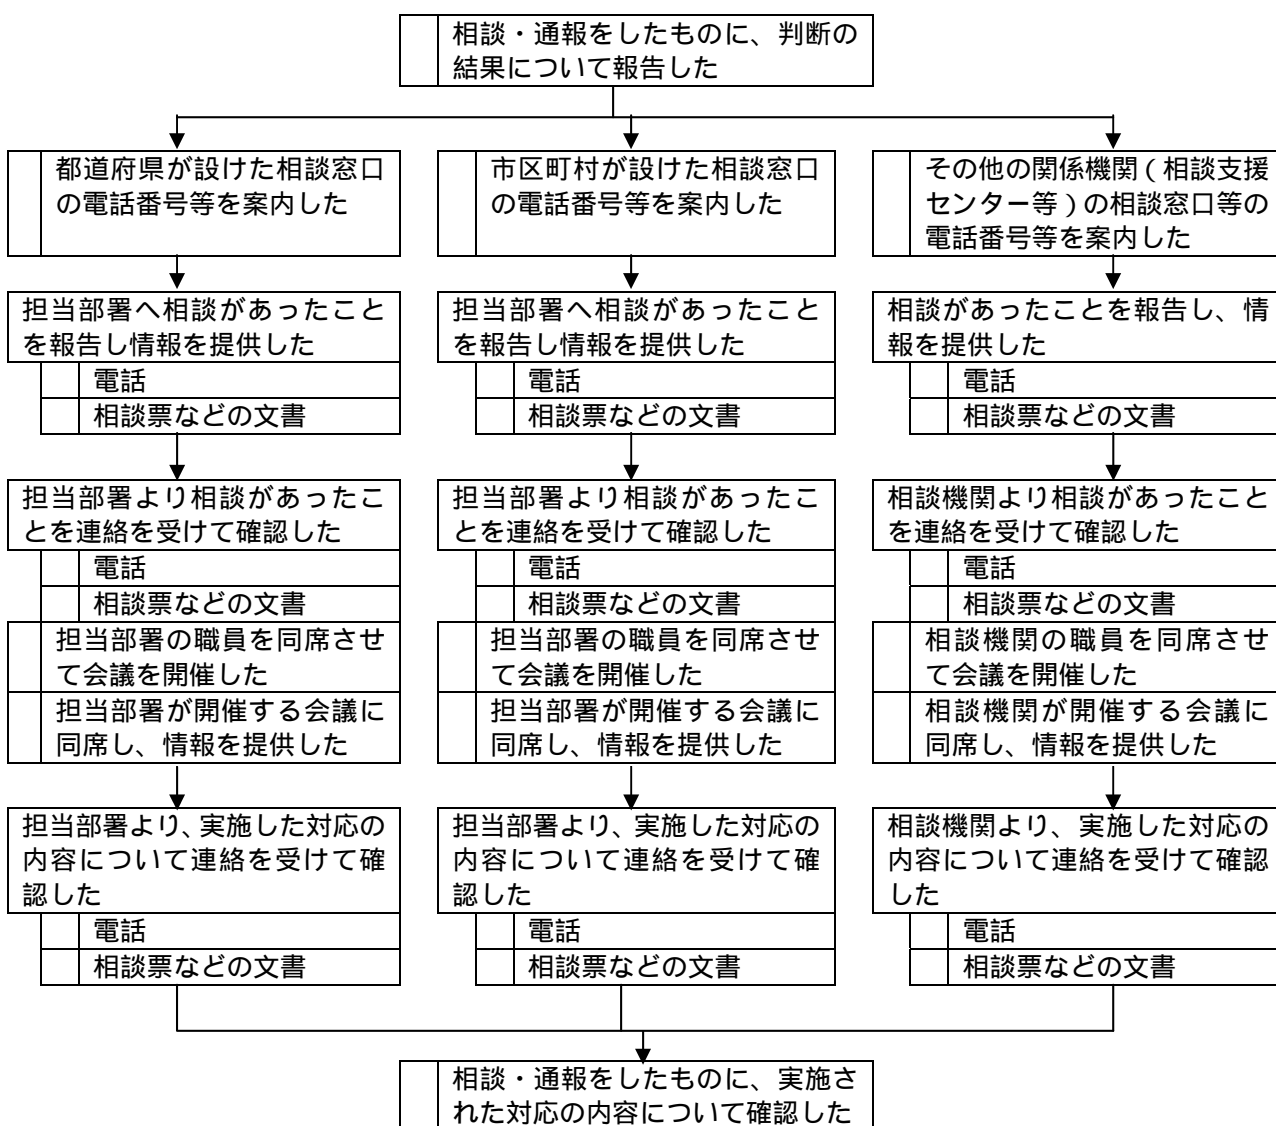 相談・通報をしたものに、判断の
結果について報告した
都道府県が設けた相談窓口
の電話番号等を案内した
市区町村が設けた相談窓口
の電話番号等を案内した
その他の関係機関（相談支援
センター等）の相談窓口等の
電話番号等を案内した
担当部署へ相談があったこと
を報告し情報を提供した
電話
相談票などの文書
担当部署へ相談があったこと
を報告し情報を提供した
電話
相談票などの文書
相談があったことを報告し、情
報を提供した
電話
相談票などの文書
担当部署より相談があったこ
とを連絡を受けて確認した
電話
相談票などの文書
担当部署の職員を同席させ
て会議を開催した
担当部署が開催する会議に
同席し、情報を提供した
担当部署より相談があったこ
とを連絡を受けて確認した
電話
相談票などの文書
担当部署の職員を同席させ
て会議を開催した
担当部署が開催する会議に
同席し、情報を提供した
相談機関より相談があったこと
を連絡を受けて確認した
電話
相談票などの文書
相談機関の職員を同席させ
て会議を開催した
相談機関が開催する会議に
同席し、情報を提供した
担当部署より、実施した対応の
内容について連絡を受けて確
認した
電話
相談票などの文書
担当部署より、実施した対応の
内容について連絡を受けて確
認した
電話
相談票などの文書
相談機関より、実施した対応の
内容について連絡を受けて確認
した
電話
相談票などの文書
相談・通報をしたものに、実施さ
れた対応の内容について確認した